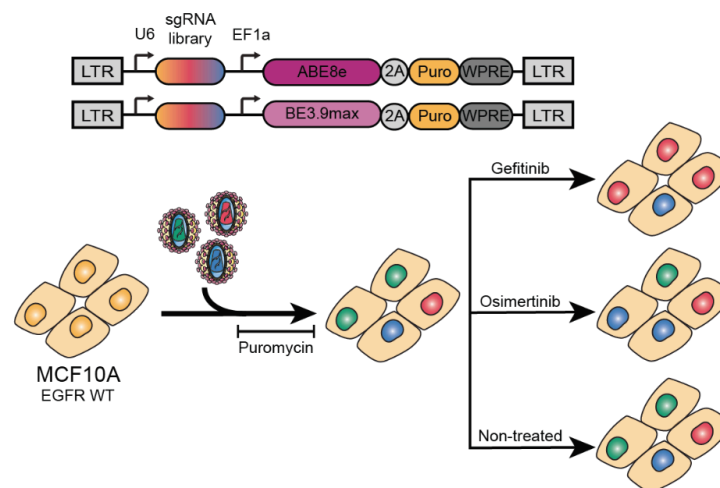 sgRNA
library
U6
EF1a
LTR
ABE8e
2A
Puro
WPRE
LTR
LTR
BE3.9max
2A
Puro
WPRE
LTR
Gefitinib
Puromycin
Osimertinib
MCF10A
EGFR WT
Non-treated